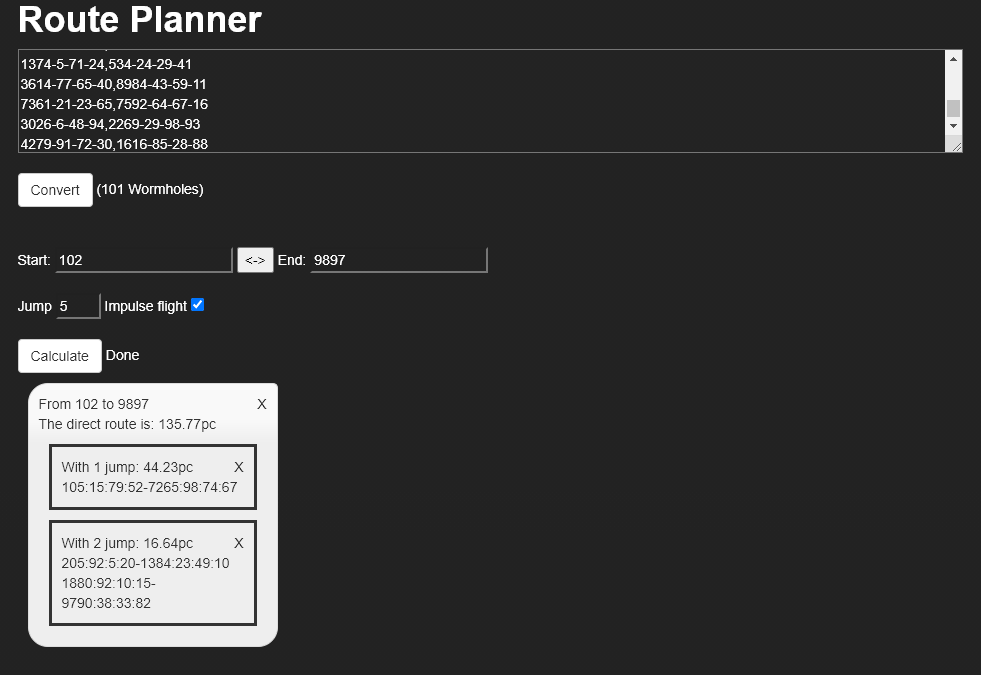 Route Planner
1374-5-71-24,534-24-29-41
3614-77-65-40,8984-43-59-11
7361-21-23-65,7592-64-67-16
3026-6-48-94,2269-29-98-93
4279-91-72-30,1616-85-28-88
Convert (101 Wormholes)
Start: 102 <-> End: 9897
Jump 5 Impulse flight
Calculate Done
From 102 to 9897 X
The direct route is: 135.77pc
With 1 jump: 44.23pc X
105:15:79:52-7265:98:74:67
With 2 jump: 16.64pc X
205:92:5:20-1384:23:49:10
1880:92:10:15-
9790:38:33:82